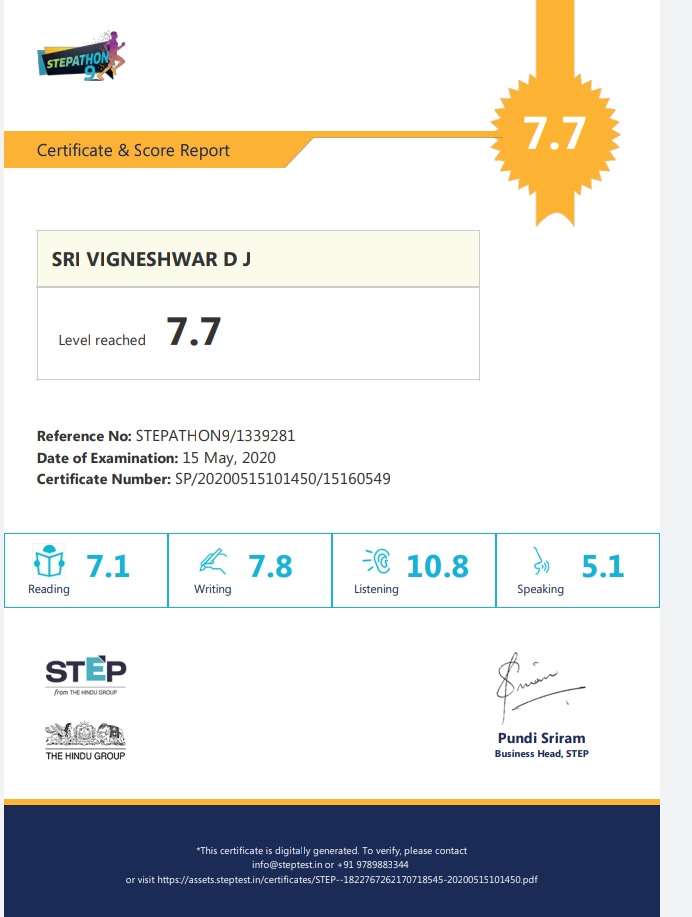 STEPATHON
9
7.7
Certificate & Score Report
SRI VIGNESHWAR D J
Level reached 7.7
Reference No: STEPATHON9/1339281
Date of Examination: 15 May, 2020
Certificate Number: SP/20200515101450/15160549
7.1 7.8 10.8 5.1
Reading Writing Listening Speaking
STEP
from THE HINDU GROUP
THE HINDU GROUP
Pundi Sriram
Business Head, STEP
*This certificate is digitally generated. To verify, please contact
info@steptest.in or +91 9789883344
or visit https://assets.steptest.in/certificates/STEP--1822767262170718545-20200515101450.pdf